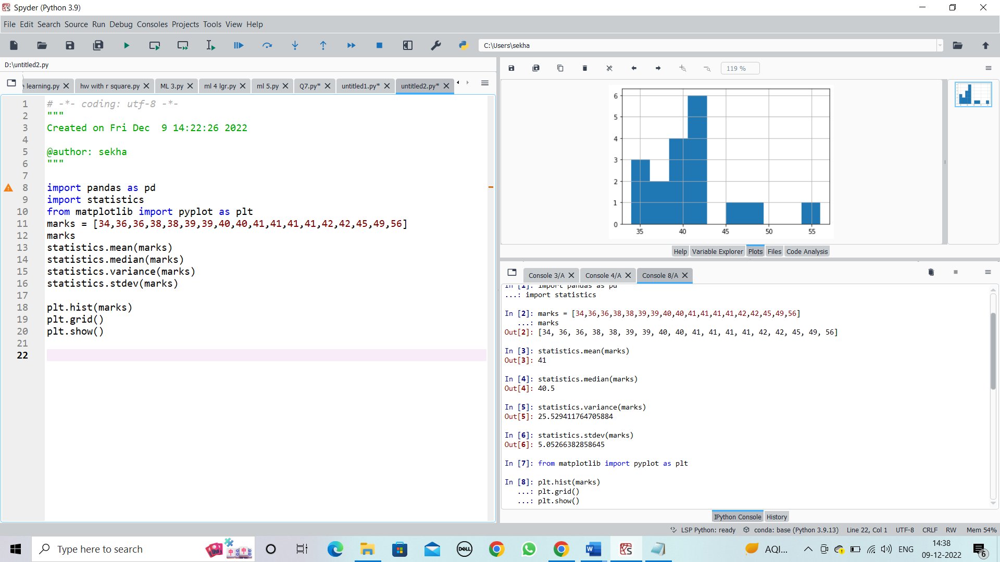 Spyder (Python 3.9)
File Edit Search Source Run Debug Consoles Projects Tools View Help
C:\Users\sekha
D:\untitled2.py
e learning.py hw with r square.py ML 3.py ml 4 lgr.py ml 5.py Q7.py* untitled1.py* untitled2.py*
1 # -*- coding: utf-8 -*-
2 """
3 Created on Fri Dec  9 14:22:26 2022
4
5 @author: sekha
6 """
7
8 import pandas as pd
9 import statistics
10 from matplotlib import pyplot as plt
11 marks = [34,36,36,38,38,39,39,40,40,41,41,41,41,42,42,45,49,56]
12 marks
13 statistics.mean(marks)
14 statistics.median(marks)
15 statistics.variance(marks)
16 statistics.stdev(marks)
17
18 plt.hist(marks)
19 plt.grid()
20 plt.show()
21
22
119 %
6
5
4
3
2
1
0
35 40 45 50 55
Help Variable Explorer Plots Files Code Analysis
Console 3/A Console 4/A Console 8/A
In [1]: import pandas as pd
...: import statistics
In [2]: marks = [34,36,36,38,38,39,39,40,40,41,41,41,41,42,42,45,49,56]
...: marks
Out[2]: [34, 36, 36, 38, 38, 39, 39, 40, 40, 41, 41, 41, 41, 42, 42, 45, 49, 56]
In [3]: statistics.mean(marks)
Out[3]: 41
In [4]: statistics.median(marks)
Out[4]: 40.5
In [5]: statistics.variance(marks)
Out[5]: 25.529411764705884
In [6]: statistics.stdev(marks)
Out[6]: 5.05266382858645
In [7]: from matplotlib import pyplot as plt
In [8]: plt.hist(marks)
...: plt.grid()
...: plt.show()
IPython Console History
LSP Python: ready conda: base (Python 3.9.13) Line 22, Col 1 UTF-8 CRLF RW Mem 54%
Type here to search
DELL
W
AQI...
ENG
14:38
09-12-2022
6